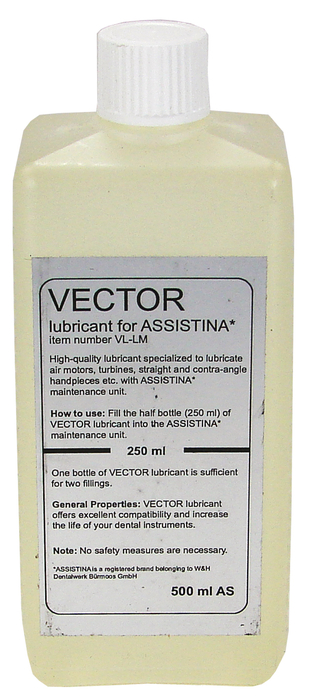 VECTOR
lubricant for ASSISTINA*
item number VL-LM
High-quality lubricant specialized to lubricate
air motors, turbines, straight and contra-angle
handpieces etc. with ASSISTINA*
maintenance unit.
How to use: Fill the half bottle (250 ml) of
VECTOR lubricant into the ASSISTINA*
maintenance unit.
250 ml
One bottle of VECTOR lubricant is sufficient
for two fillings.
General Properties: VECTOR lubricant
offers excellent compatibility and increase
the life of your dental instruments.
Note: No safety measures are necessary.
*ASSISTINA is a registered brand belonging to W&H
Dentalwerk Bürmoos GmbH
500 ml AS